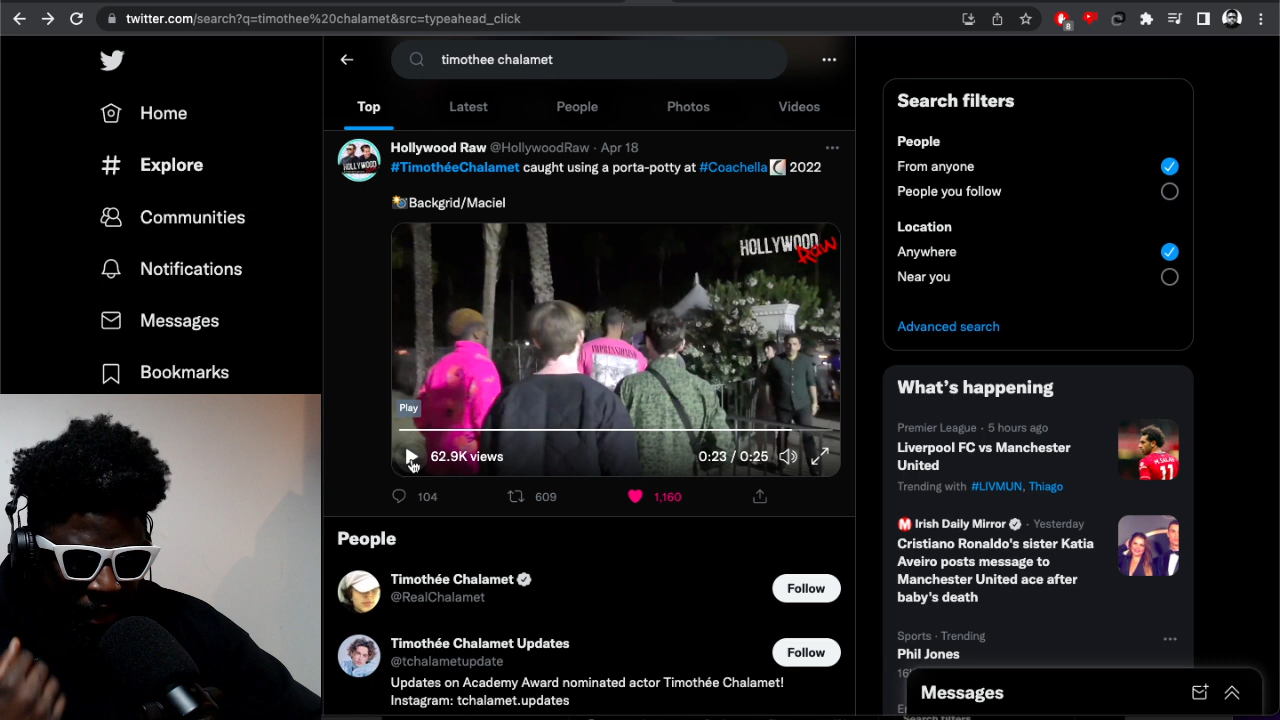 twitter.com/search?q=timothee%20chalamet&src=typeahead_click
8
Home
Explore
Communities
Notifications
Messages
Bookmarks
timothee chalamet
Top
Latest
People
Photos
Videos
Hollywood Raw @HollywoodRaw · Apr 18
#TimothéeChalamet caught using a porta-potty at #Coachella 2022
Backgrid/Maciel
HOLLYWOOD
Raw
Play
62.9K views
0:23 / 0:25
104
609
1,160
People
Timothée Chalamet
@RealChalamet
Follow
Timothée Chalamet Updates
@tchalametupdate
Follow
Updates on Academy Award nominated actor Timothée Chalamet!
Instagram: tchalamet.updates
Search filters
People
From anyone
People you follow
Location
Anywhere
Near you
Advanced search
What's happening
Premier League · 5 hours ago
Liverpool FC vs Manchester
United
Trending with #LIVMUN, Thiago
Irish Daily Mirror · Yesterday
Cristiano Ronaldo's sister Katia
Aveiro posts message to
Manchester United ace after
baby's death
Sports · Trending
Phil Jones
Messages